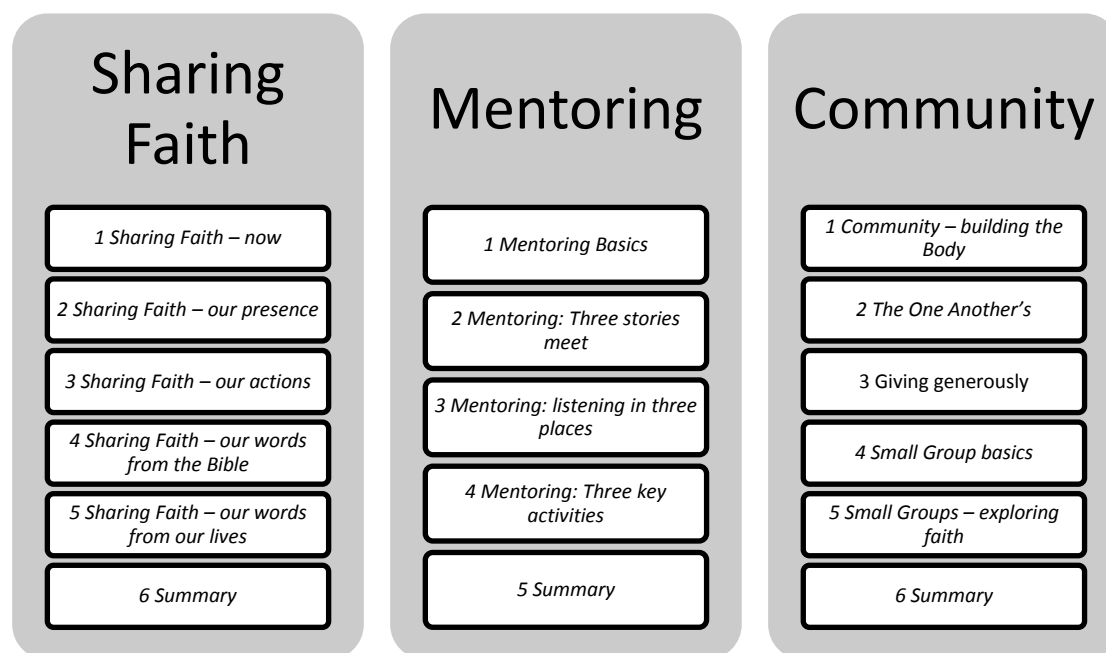 Sharing
Faith
1 Sharing Faith – now
2 Sharing Faith – our presence
3 Sharing Faith – our actions
4 Sharing Faith – our words
from the Bible
5 Sharing Faith – our words
from our lives
6 Summary
Mentoring
1 Mentoring Basics
2 Mentoring: Three stories
meet
3 Mentoring: listening in three
places
4 Mentoring: Three key
activities
5 Summary
Community
1 Community – building the
Body
2 The One Another’s
3 Giving generously
4 Small Group basics
5 Small Groups – exploring
faith
6 Summary